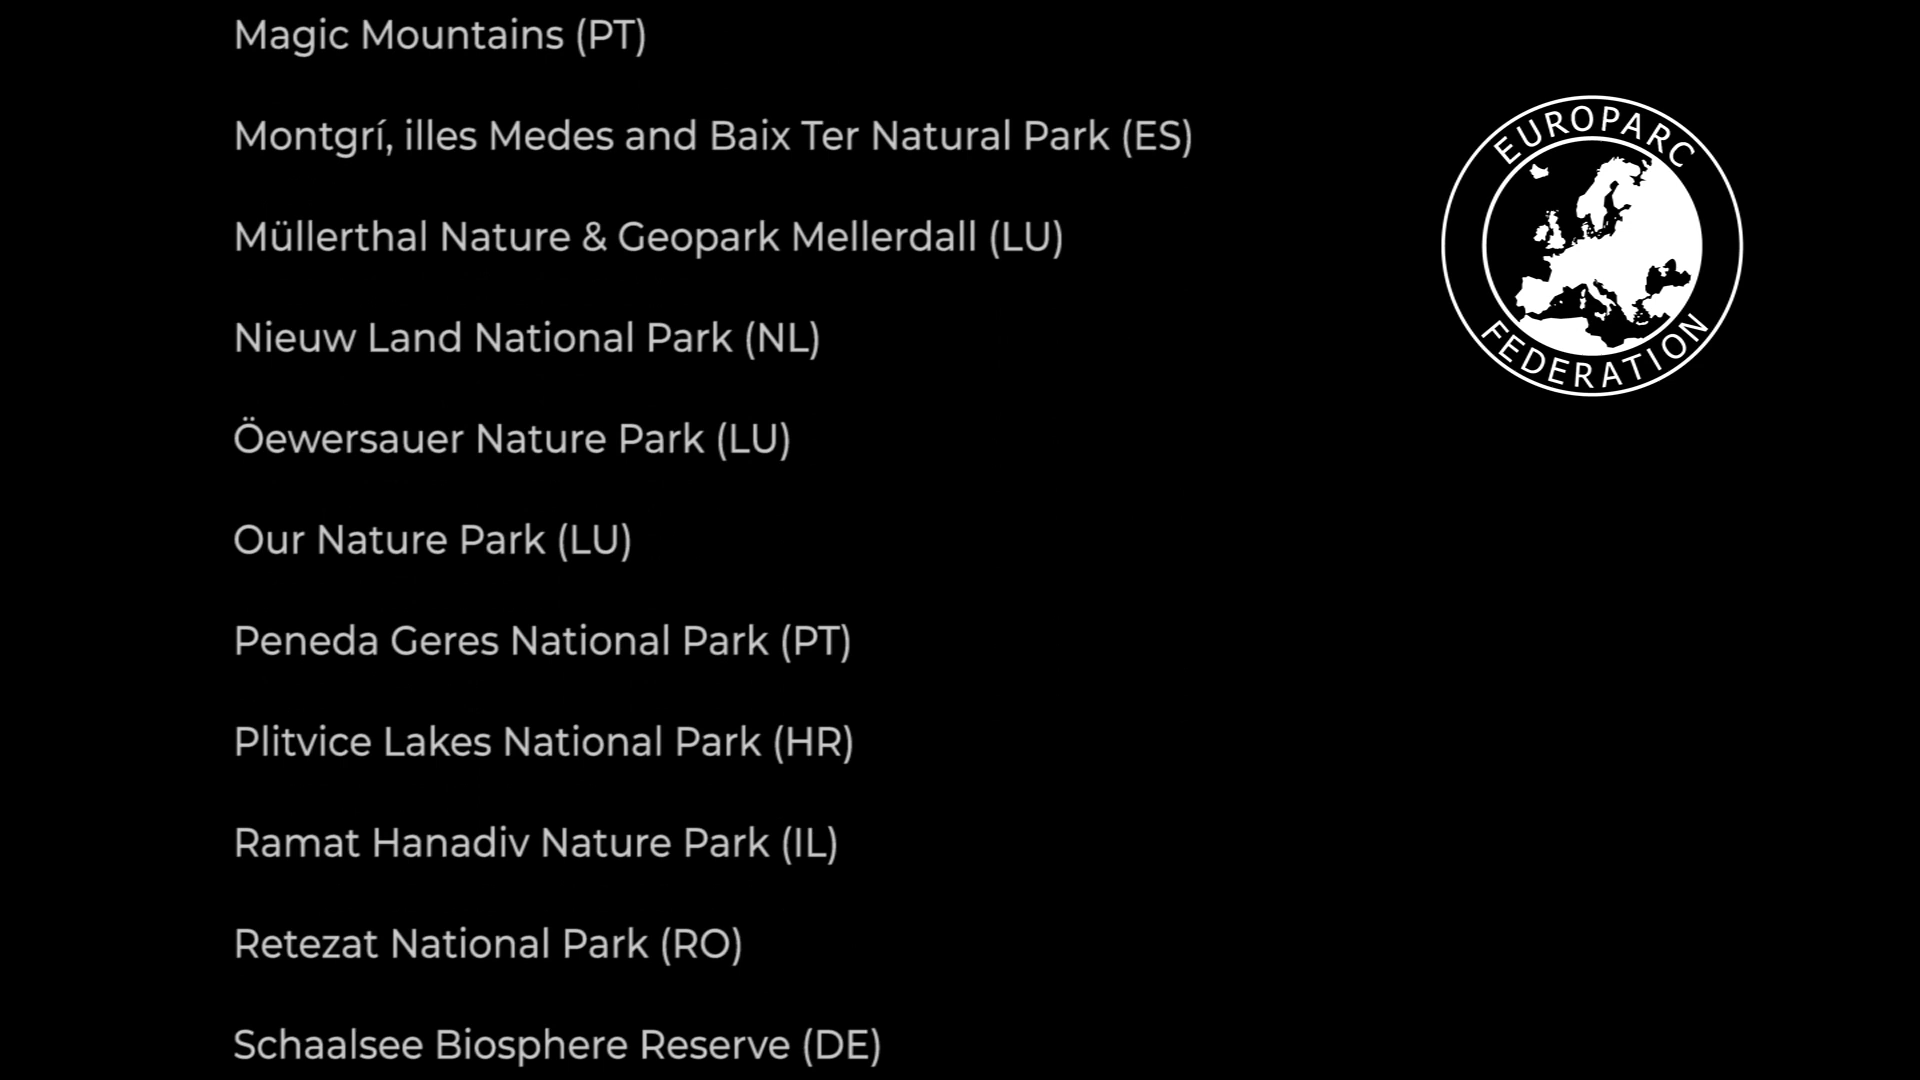 Magic Mountains (PT)
Montgrí, illes Medes and Baix Ter Natural Park (ES)
Müllerthal Nature & Geopark Mellerdall (LU)
Nieuw Land National Park (NL)
Öewersauer Nature Park (LU)
Our Nature Park (LU)
Peneda Geres National Park (PT)
Plitvice Lakes National Park (HR)
Ramat Hanadiv Nature Park (IL)
Retezat National Park (RO)
Schaalsee Biosphere Reserve (DE)
EUROPARC
FEDERATION